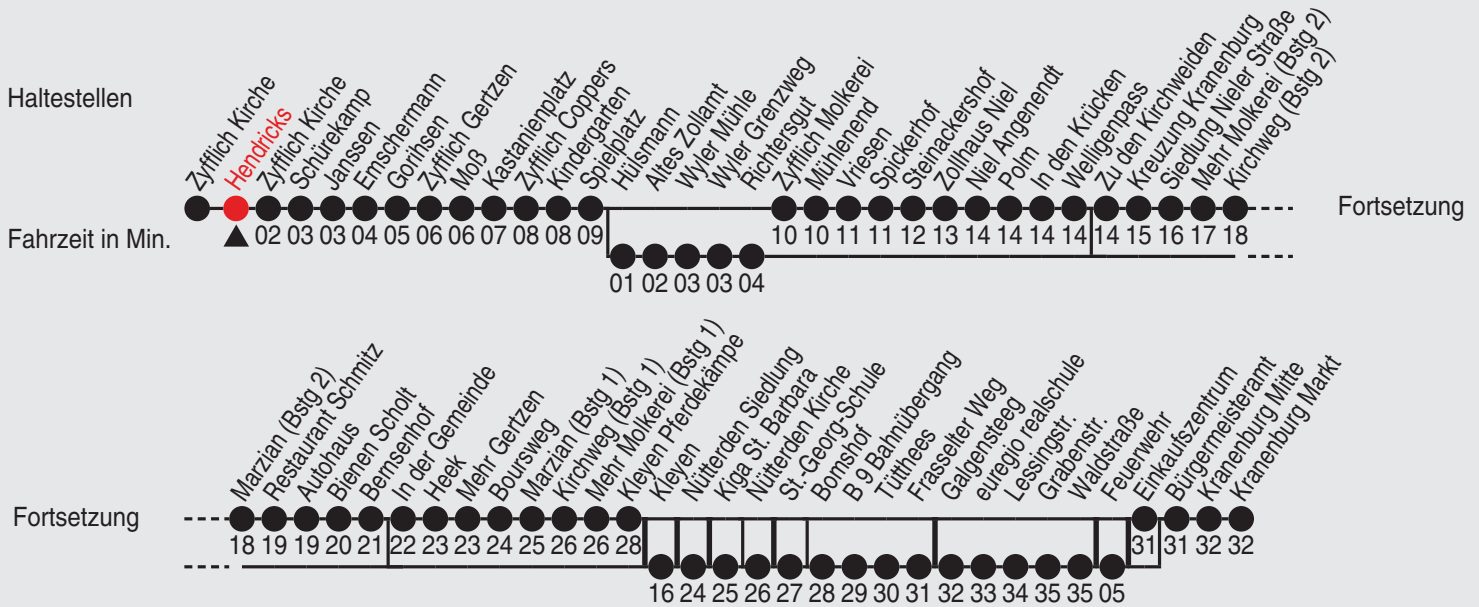 Haltestellen
Zyfflich Kirche
Hendricks
Zyfflich Kirche
Schürekamp
Janssen
Emschermann
Gorihsen
Zyfflich Gertzen
Moß
Kastanienplatz
Zyfflich Coppers
Kindergarten
Spielplatz
Hülsmann
Altes Zollamt
Wyler Mühle
Wyler Grenzweg
Richtersgut
Zyfflich Molkerei
Mühlenend
Vriesen
Spickerhof
Steinackershof
Zollhaus Niel
Niel Angenendt
Polm
In den Krücken
Welligenpass
Zu den Kirchweiden
Kreuzung Kranenburg
Siedlung Nieler Straße
Mehr Molkerei (Bstg 2)
Kirchweg (Bstg 2)
Fortsetzung
Fahrzeit in Min.
02 03 03 04 05 06 06 07 08 08 09 10 10 11 11 12 13 14 14 14 14 14 15 16 17 18
01 02 03 03 04
Marzian (Bstg 2)
Restaurant Schmitz
Autohaus
Bienen Scholt
Bernsenhof
In der Gemeinde
Heek
Mehr Gertzen
Boursweg
Marzian (Bstg 1)
Kirchweg (Bstg 1)
Mehr Molkerei (Bstg 1)
Kleyen Pferdekämpe
Kleyen
Nütterden Siedlung
Kiga St. Barbara
Nütterden Kirche
St.-Georg-Schule
Bomshof
B 9 Bahnübergang
Tütthees
Frasselter Weg
Galgensteeg
euregio realschule
Lessingstr.
Grabenstr.
Waldstraße
Feuerwehr
Einkaufszentrum
Bürgermeisteramt
Kranenburg Mitte
Kranenburg Markt
Fortsetzung
18 19 19 20 21 22 23 23 24 25 26 26 28 31 31 32 32
16 24 25 26 27 28 29 30 31 32 33 34 35 35 05